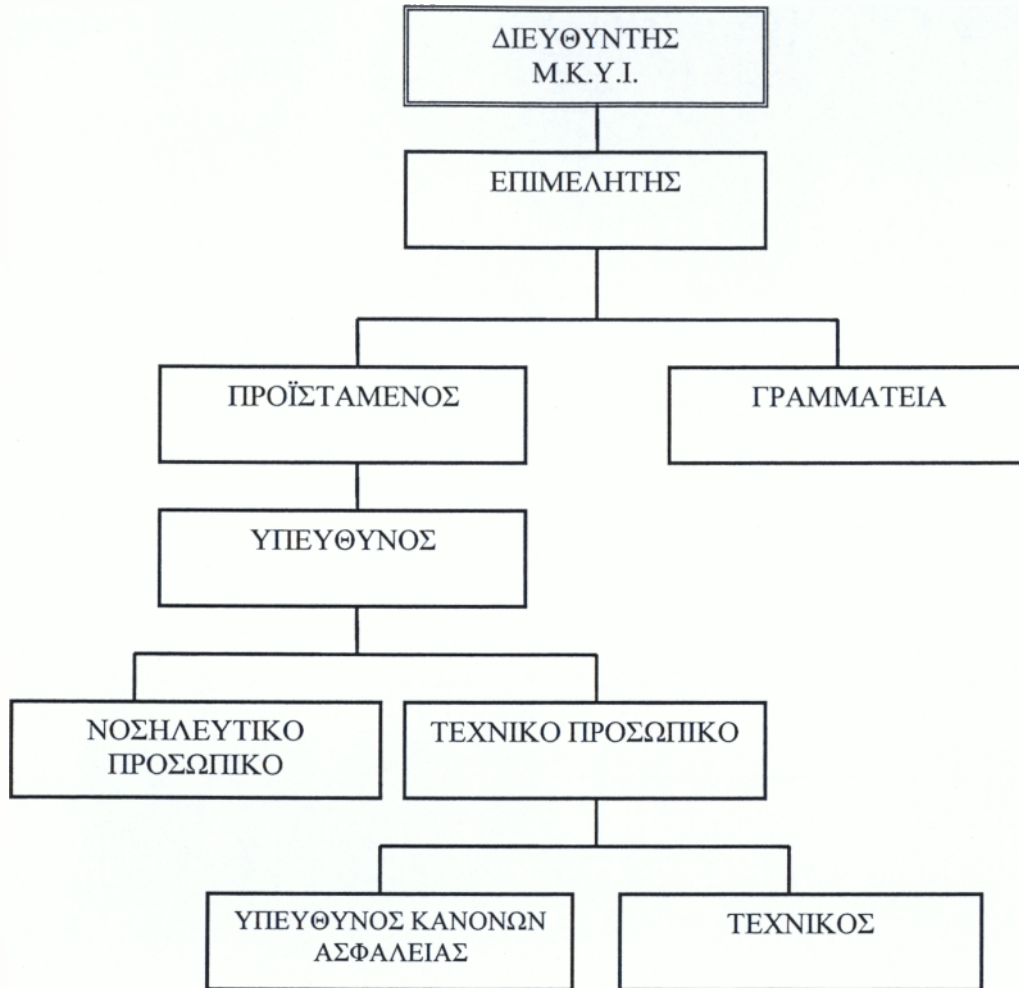 ΔΙΕΥΘΥΝΤΗΣ
Μ.Κ.Υ.Ι.
ΕΠΙΜΕΛΗΤΗΣ
ΠΡΟΪΣΤΑΜΕΝΟΣ
ΓΡΑΜΜΑΤΕΙΑ
ΥΠΕΥΘΥΝΟΣ
ΝΟΣΗΛΕΥΤΙΚΟ
ΠΡΟΣΩΠΙΚΟ
ΤΕΧΝΙΚΟ ΠΡΟΣΩΠΙΚΟ
ΥΠΕΥΘΥΝΟΣ ΚΑΝΟΝΩΝ
ΑΣΦΑΛΕΙΑΣ
ΤΕΧΝΙΚΟΣ